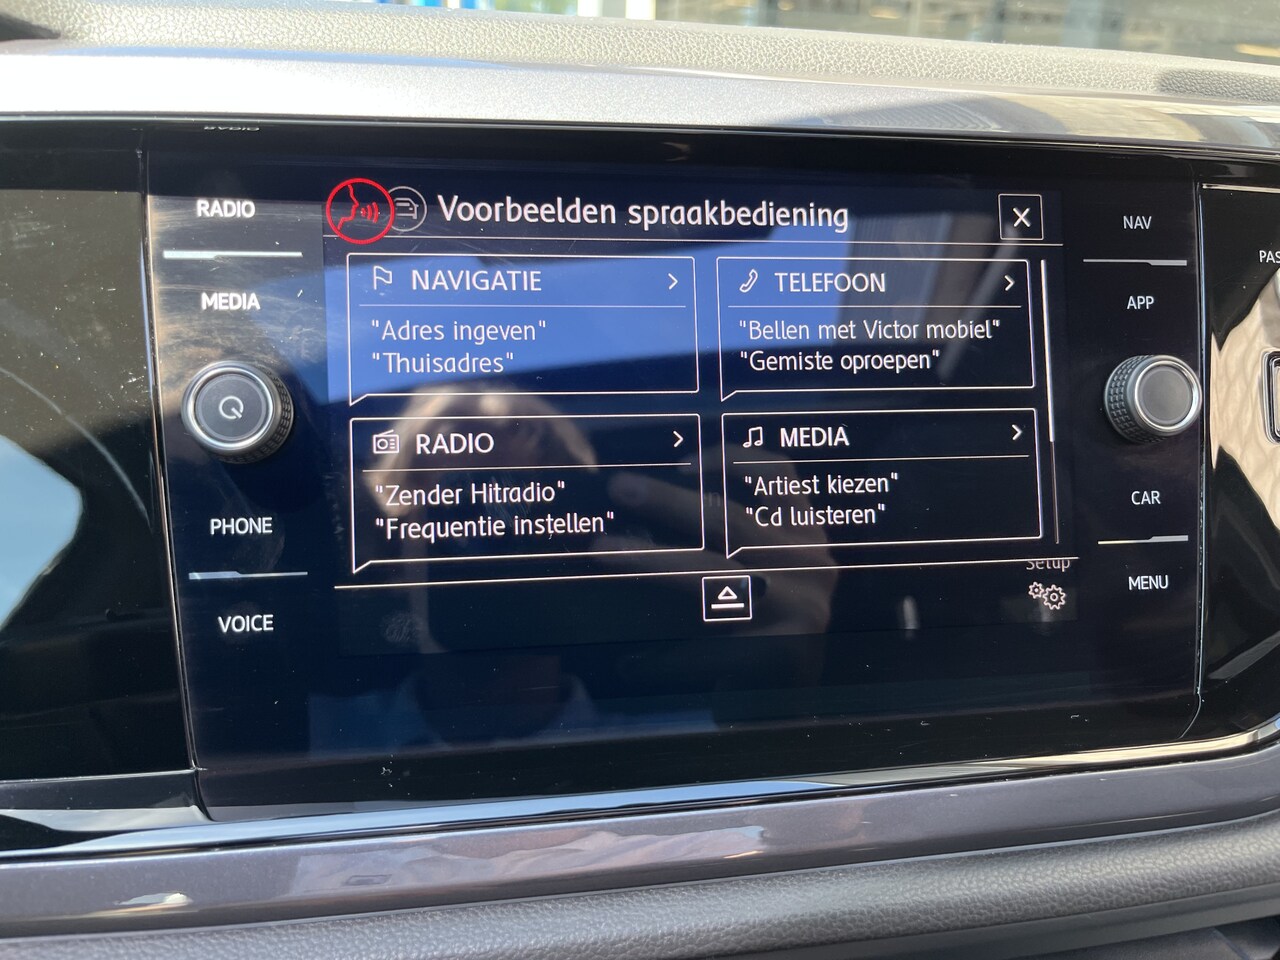 RADIO
MEDIA
PHONE
VOICE
Voorbeelden spraakbediening
X
NAVIGATIE
"Adres ingeven"
"Thuisadres"
TELEFOON
"Bellen met Victor mobiel"
"Gemiste oproepen"
RADIO
"Zender Hitradio"
"Frequentie instellen"
MEDIA
"Artiest kiezen"
"Cd luisteren"
Setup
NAV
APP
CAR
MENU
PAS